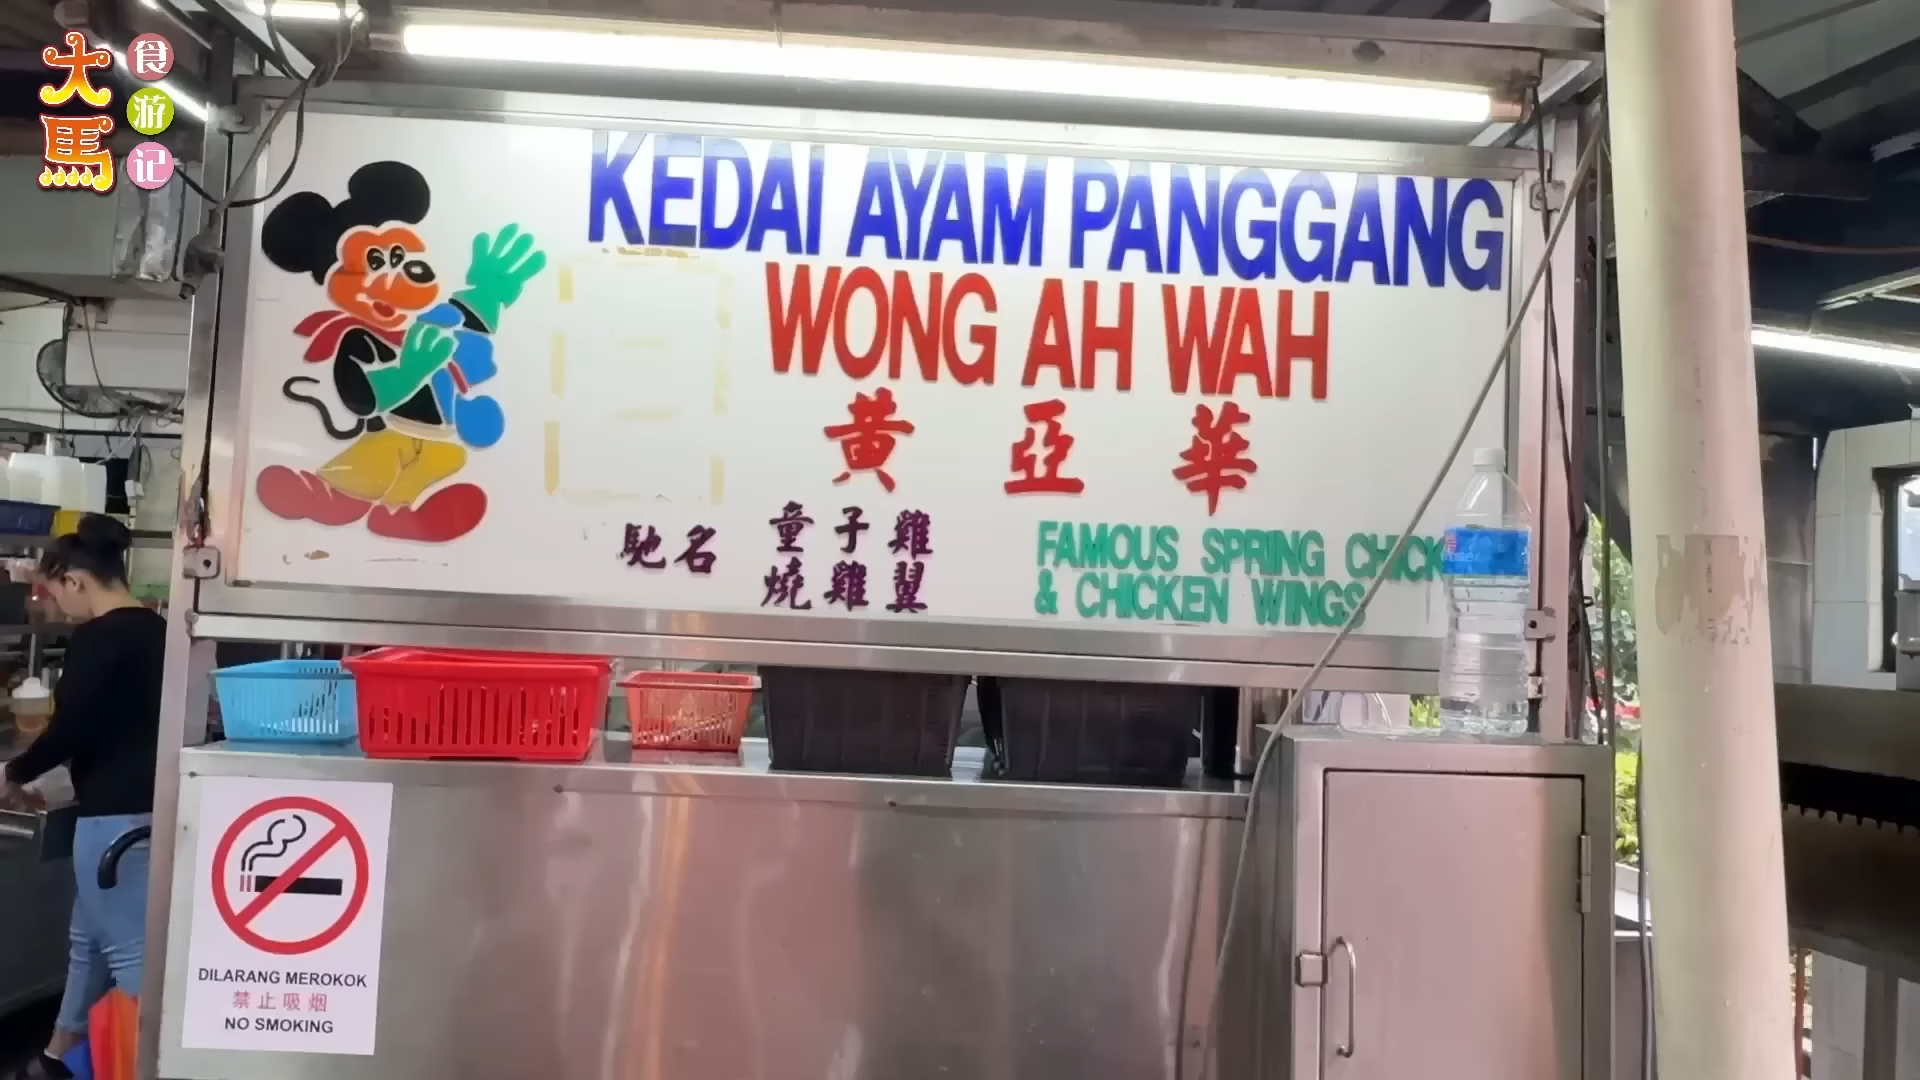 大馬
食游记
KEDAI AYAM PANGGANG
WONG AH WAH
黄亞華
馳名
童子雞
燒雞翼
FAMOUS SPRING CHICK
& CHICKEN WINGS
DILARANG MEROKOK
禁止吸烟
NO SMOKING